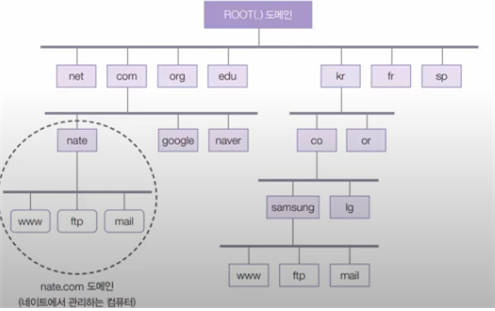 ROOT(.) 도메인
net com org edu kr fr sp
nate google naver co or
samsung lg
www ftp mail
www ftp mail
nate.com 도메인
(네이트에서 관리하는 컴퓨터)